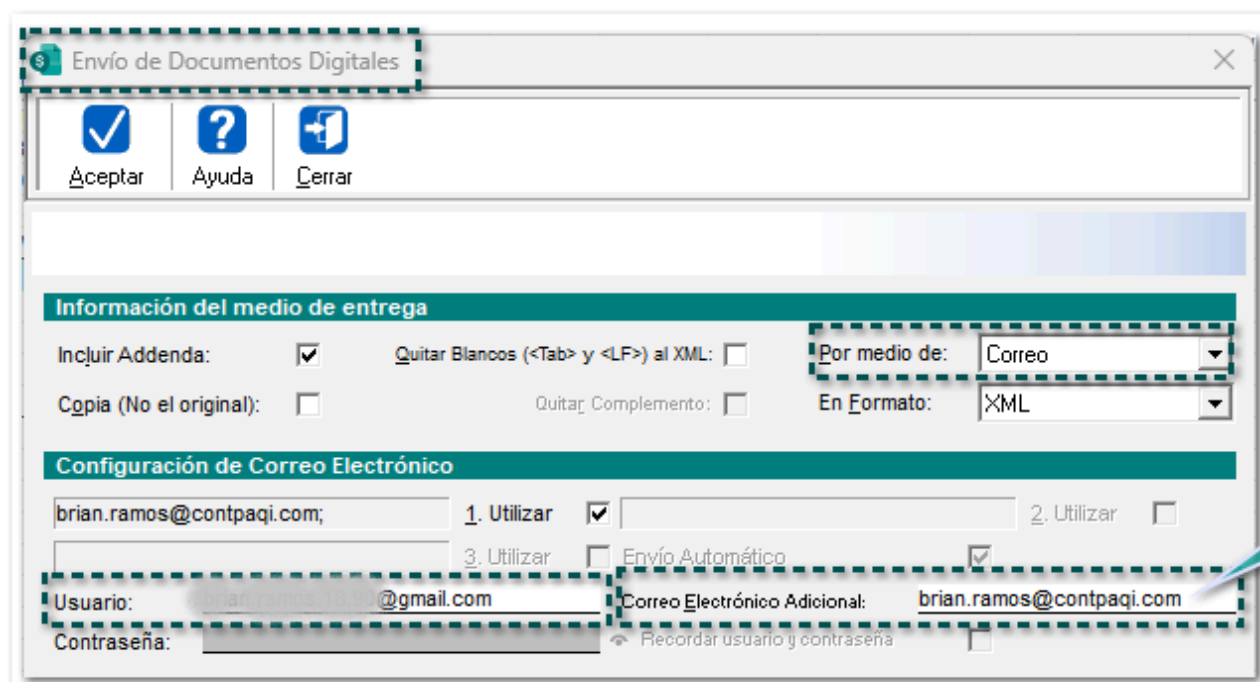 Envío de Documentos Digitales
Aceptar Ayuda Cerrar
Información del medio de entrega
Incluir Addenda: Quitar Blancos (<Tab> y <LF>) al XML: Por medio de: Correo
Copia (No el original): Quitar Complemento: En Formato: XML
Configuración de Correo Electrónico
brian.ramos@contpaqi.com; 1. Utilizar 2. Utilizar
3. Utilizar Envío Automático
Usuario: @gmail.com Correo Electrónico Adicional: brian.ramos@contpaqi.com
Contraseña: Recordar usuario y contraseña